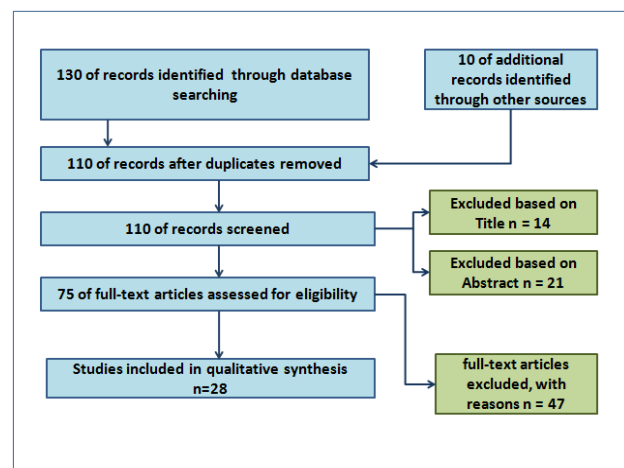 130 of records identified through database
searching
10 of additional
records identified
through other sources
110 of records after duplicates removed
110 of records screened
Excluded based on
Title n = 14
Excluded based on
Abstract n = 21
75 of full-text articles assessed for eligibility
Studies included in qualitative synthesis
n=28
full-text articles
excluded, with
reasons n = 47